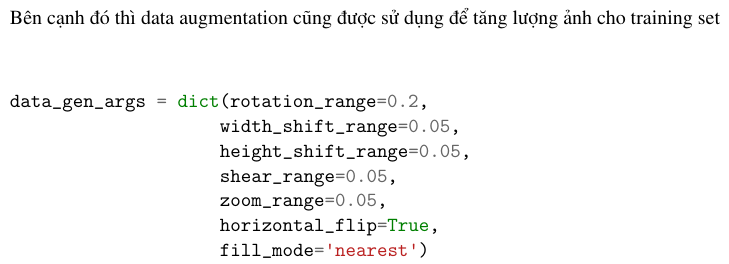 Bên cạnh đó thì data augmentation cũng được sử dụng để tăng lượng ảnh cho training set
data_gen_args = dict(rotation_range=0.2,
width_shift_range=0.05,
height_shift_range=0.05,
shear_range=0.05,
zoom_range=0.05,
horizontal_flip=True,
fill_mode='nearest')